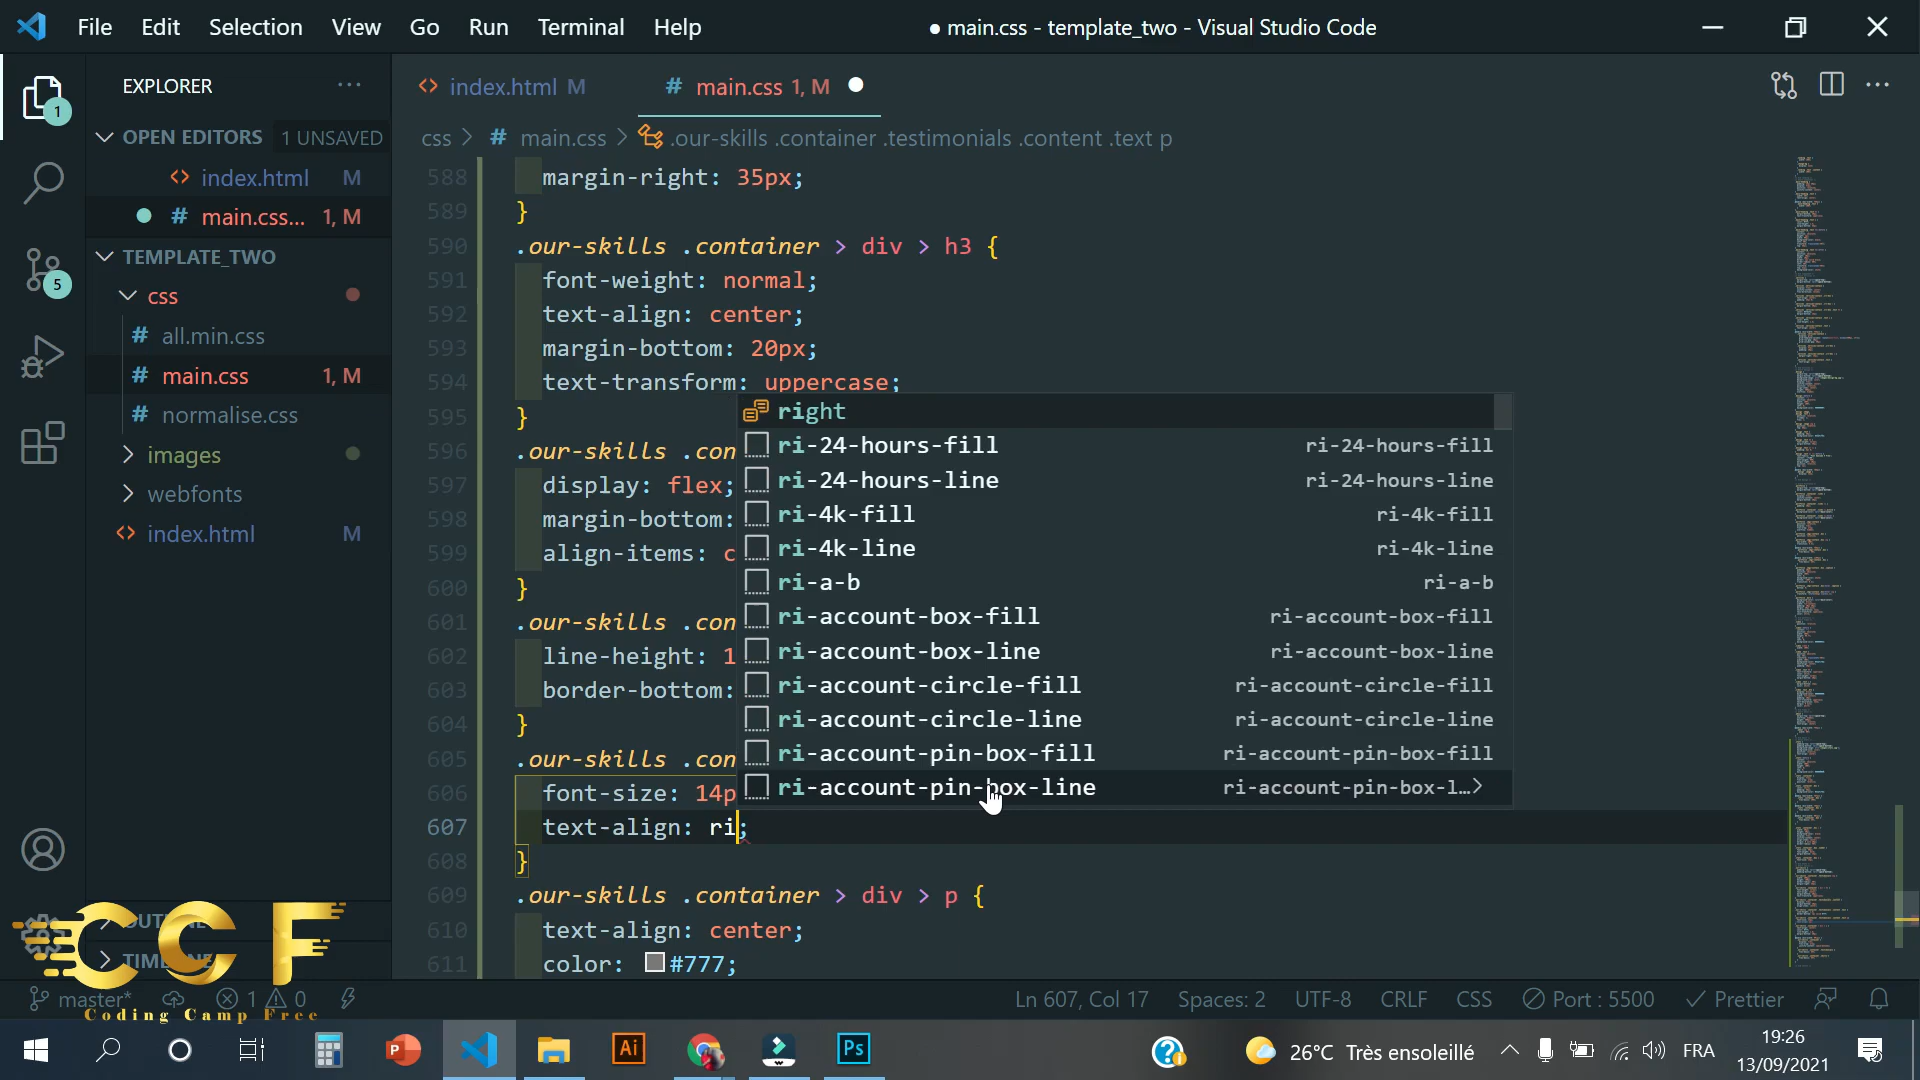 File Edit Selection View Go Run Terminal Help
● main.css - template_two - Visual Studio Code
EXPLORER ...
index.html M
# main.css 1, M
1
OPEN EDITORS 1 UNSAVED
css > # main.css > .our-skills .container .testimonials .content .text p
index.html M
# main.css... 1, M
TEMPLATE_TWO
5
css
# all.min.css
# main.css 1, M
# normalise.css
images
webfonts
index.html M
OUTLINE
TIMELINE
588 margin-right: 35px;
589 }
590 .our-skills .container > div > h3 {
591 font-weight: normal;
592 text-align: center;
593 margin-bottom: 20px;
594 text-transform: uppercase;
595 }
596 .our-skills .con
597 display: flex;
598 margin-bottom:
599 align-items: c
600 }
601 .our-skills .con
602 line-height: 1
603 border-bottom:
604 }
605 .our-skills .con
606 font-size: 14p
607 text-align: ri;
608 }
609 .our-skills .container > div > p {
610 text-align: center;
611 color: #777;
right
ri-24-hours-fill ri-24-hours-fill
ri-24-hours-line ri-24-hours-line
ri-4k-fill ri-4k-fill
ri-4k-line ri-4k-line
ri-a-b ri-a-b
ri-account-box-fill ri-account-box-fill
ri-account-box-line ri-account-box-line
ri-account-circle-fill ri-account-circle-fill
ri-account-circle-line ri-account-circle-line
ri-account-pin-box-fill ri-account-pin-box-fill
ri-account-pin-box-line ri-account-pin-box-l...>
CCF
Coding Camp Free
master* 1 0
Ln 607, Col 17 Spaces: 2 UTF-8 CRLF CSS Port : 5500 Prettier
P Ai Ps
26°C Très ensoleillé
FRA
19:26
13/09/2021